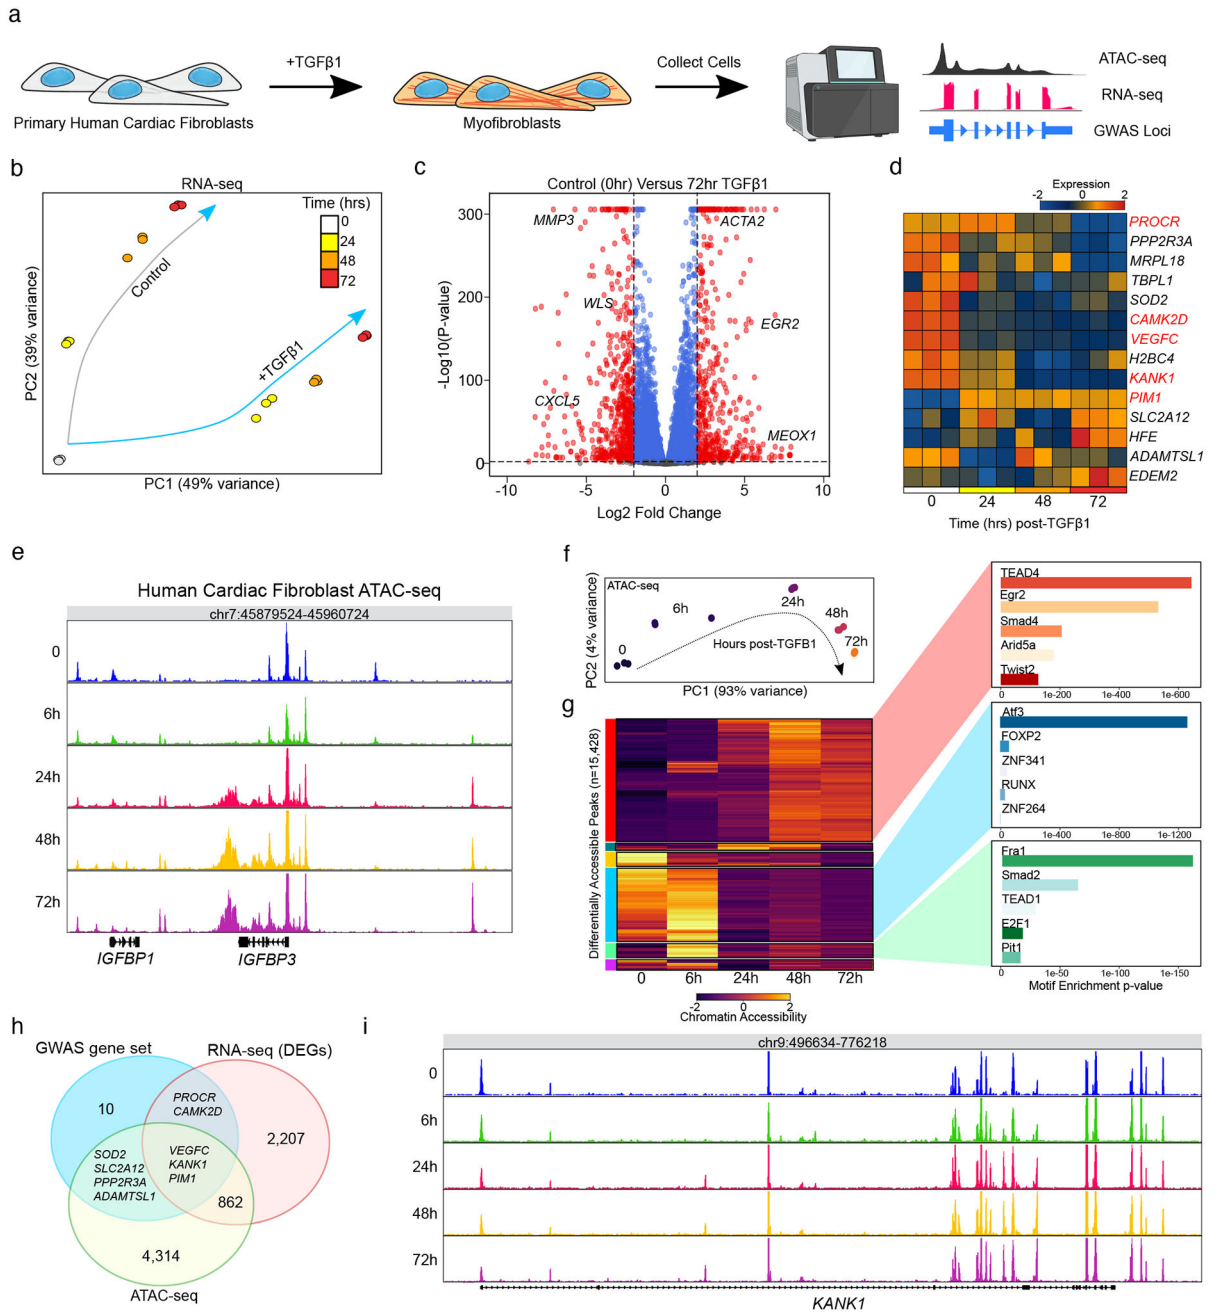 a
+TGFβ1
Collect Cells
Primary Human Cardiac Fibroblasts
Myofibroblasts
ATAC-seq
RNA-seq
GWAS Loci
b
RNA-seq
Time (hrs)
0
24
48
72
Control
+TGFβ1
PC2 (39% variance)
PC1 (49% variance)
c
Control (0hr) Versus 72hr TGFβ1
300
200
100
0
-Log10(P-value)
MMP3
ACTA2
WLS
EGR2
CXCL5
MEOX1
-10
-5
0
5
10
Log2 Fold Change
d
Expression
-2
0
2
PROCR
PPP2R3A
MRPL18
TBPL1
SOD2
CAMK2D
VEGFC
H2BC4
KANK1
PIM1
SLC2A12
HFE
ADAMTSL1
EDEM2
0
24
48
72
Time (hrs) post-TGFβ1
e
Human Cardiac Fibroblast ATAC-seq
chr7:45879524-45960724
0
6h
24h
48h
72h
IGFBP1
IGFBP3
f
ATAC-seq
0
6h
24h
48h
72h
Hours post-TGFB1
PC2 (4% variance)
PC1 (93% variance)
g
Differentially Accessible Peaks (n=15,428)
0
6h
24h
48h
72h
-2
0
2
Chromatin Accessibility
TEAD4
Egr2
Smad4
Arid5a
Twist2
0
1e-200
1e-400
1e-600
Atf3
FOXP2
ZNF341
RUNX
ZNF264
0
1e-400
1e-800
1e-1200
Fra1
Smad2
TEAD1
E2F1
Pit1
0
1e-50
1e-100
1e-150
Motif Enrichment p-value
h
GWAS gene set
RNA-seq (DEGs)
10
PROCR
CAMK2D
2,207
SOD2
SLC2A12
PPP2R3A
ADAMTSL1
VEGFC
KANK1
PIM1
862
4,314
ATAC-seq
i
chr9:496634-776218
0
6h
24h
48h
72h
KANK1